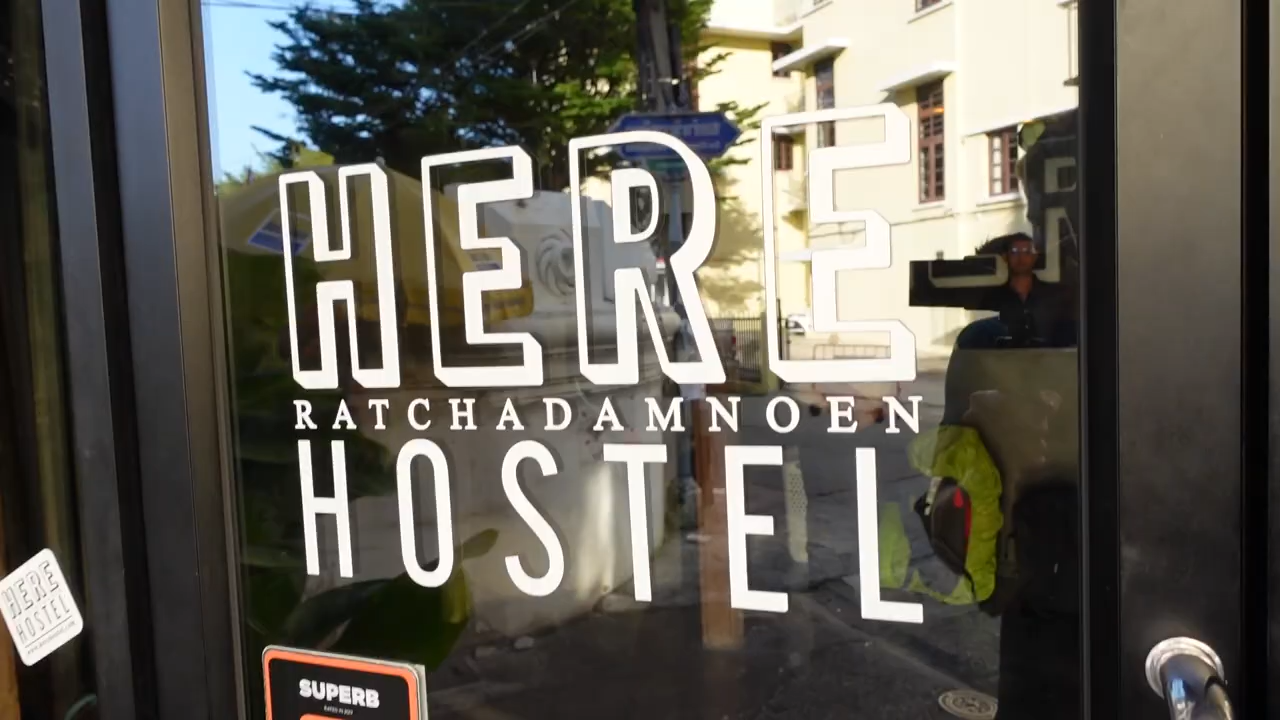 HERE
RATCHADAMNOEN
HOSTEL
HERE
HOSTEL
SUPERB